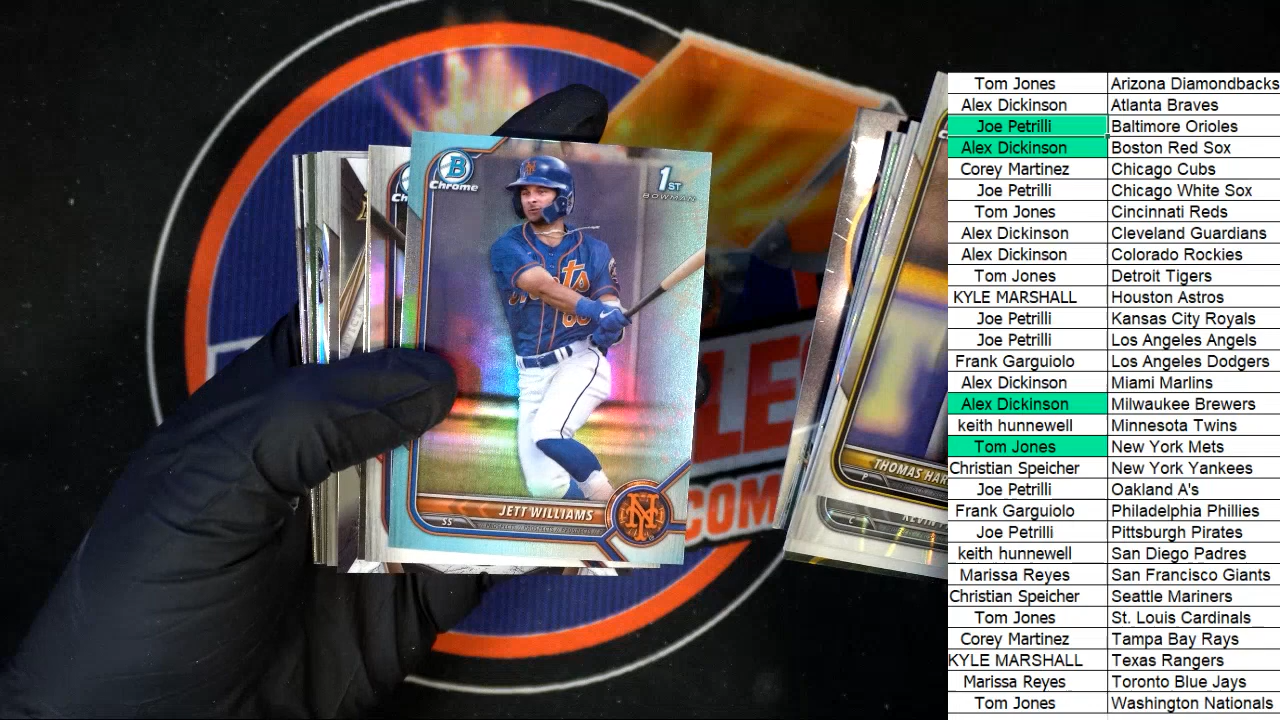 B
Chrome
1ST
BOWMAN
Mets
JETT WILLIAMS
SS
PROSPECTS
NY
THOMAS HAR
P
KEVIN
C
LE
.COM
Tom Jones Arizona Diamondbacks
Alex Dickinson Atlanta Braves
Joe Petrilli Baltimore Orioles
Alex Dickinson Boston Red Sox
Corey Martinez Chicago Cubs
Joe Petrilli Chicago White Sox
Tom Jones Cincinnati Reds
Alex Dickinson Cleveland Guardians
Alex Dickinson Colorado Rockies
Tom Jones Detroit Tigers
KYLE MARSHALL Houston Astros
Joe Petrilli Kansas City Royals
Joe Petrilli Los Angeles Angels
Frank Garguiolo Los Angeles Dodgers
Alex Dickinson Miami Marlins
Alex Dickinson Milwaukee Brewers
keith hunnewell Minnesota Twins
Tom Jones New York Mets
Christian Speicher New York Yankees
Joe Petrilli Oakland A's
Frank Garguiolo Philadelphia Phillies
Joe Petrilli Pittsburgh Pirates
keith hunnewell San Diego Padres
Marissa Reyes San Francisco Giants
Christian Speicher Seattle Mariners
Tom Jones St. Louis Cardinals
Corey Martinez Tampa Bay Rays
KYLE MARSHALL Texas Rangers
Marissa Reyes Toronto Blue Jays
Tom Jones Washington Nationals